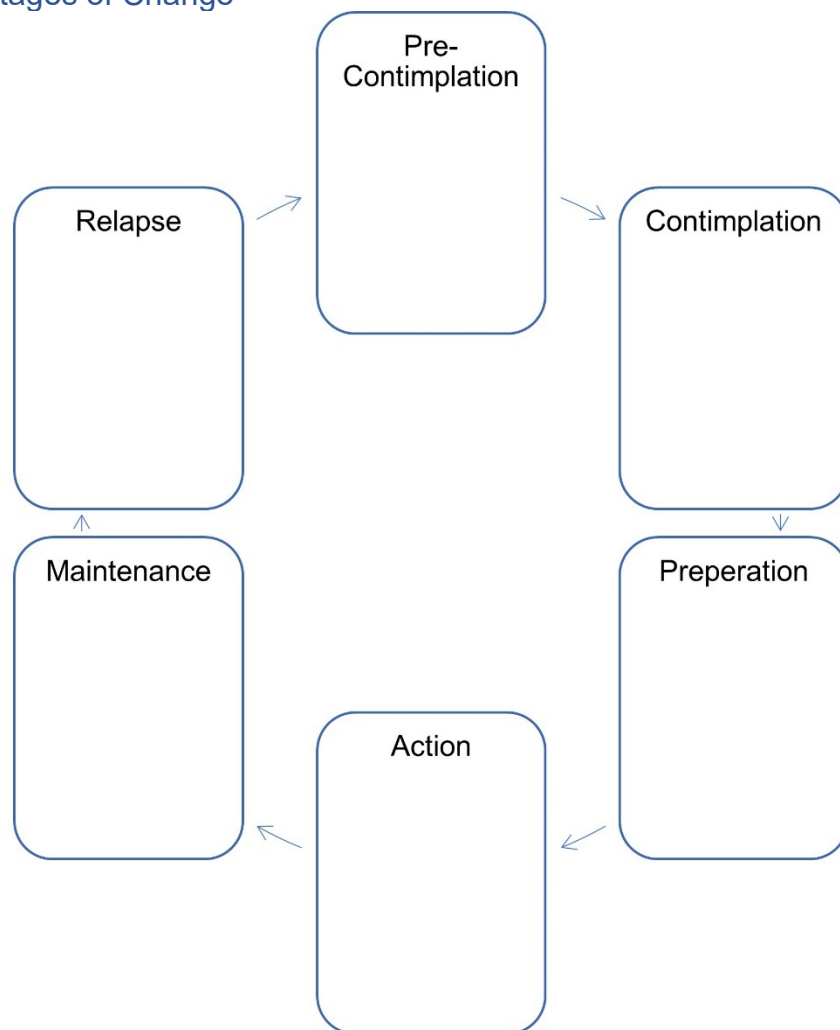 tages of Change
Pre-
Contimplation
Relapse
Contimplation
Maintenance
Preperation
Action